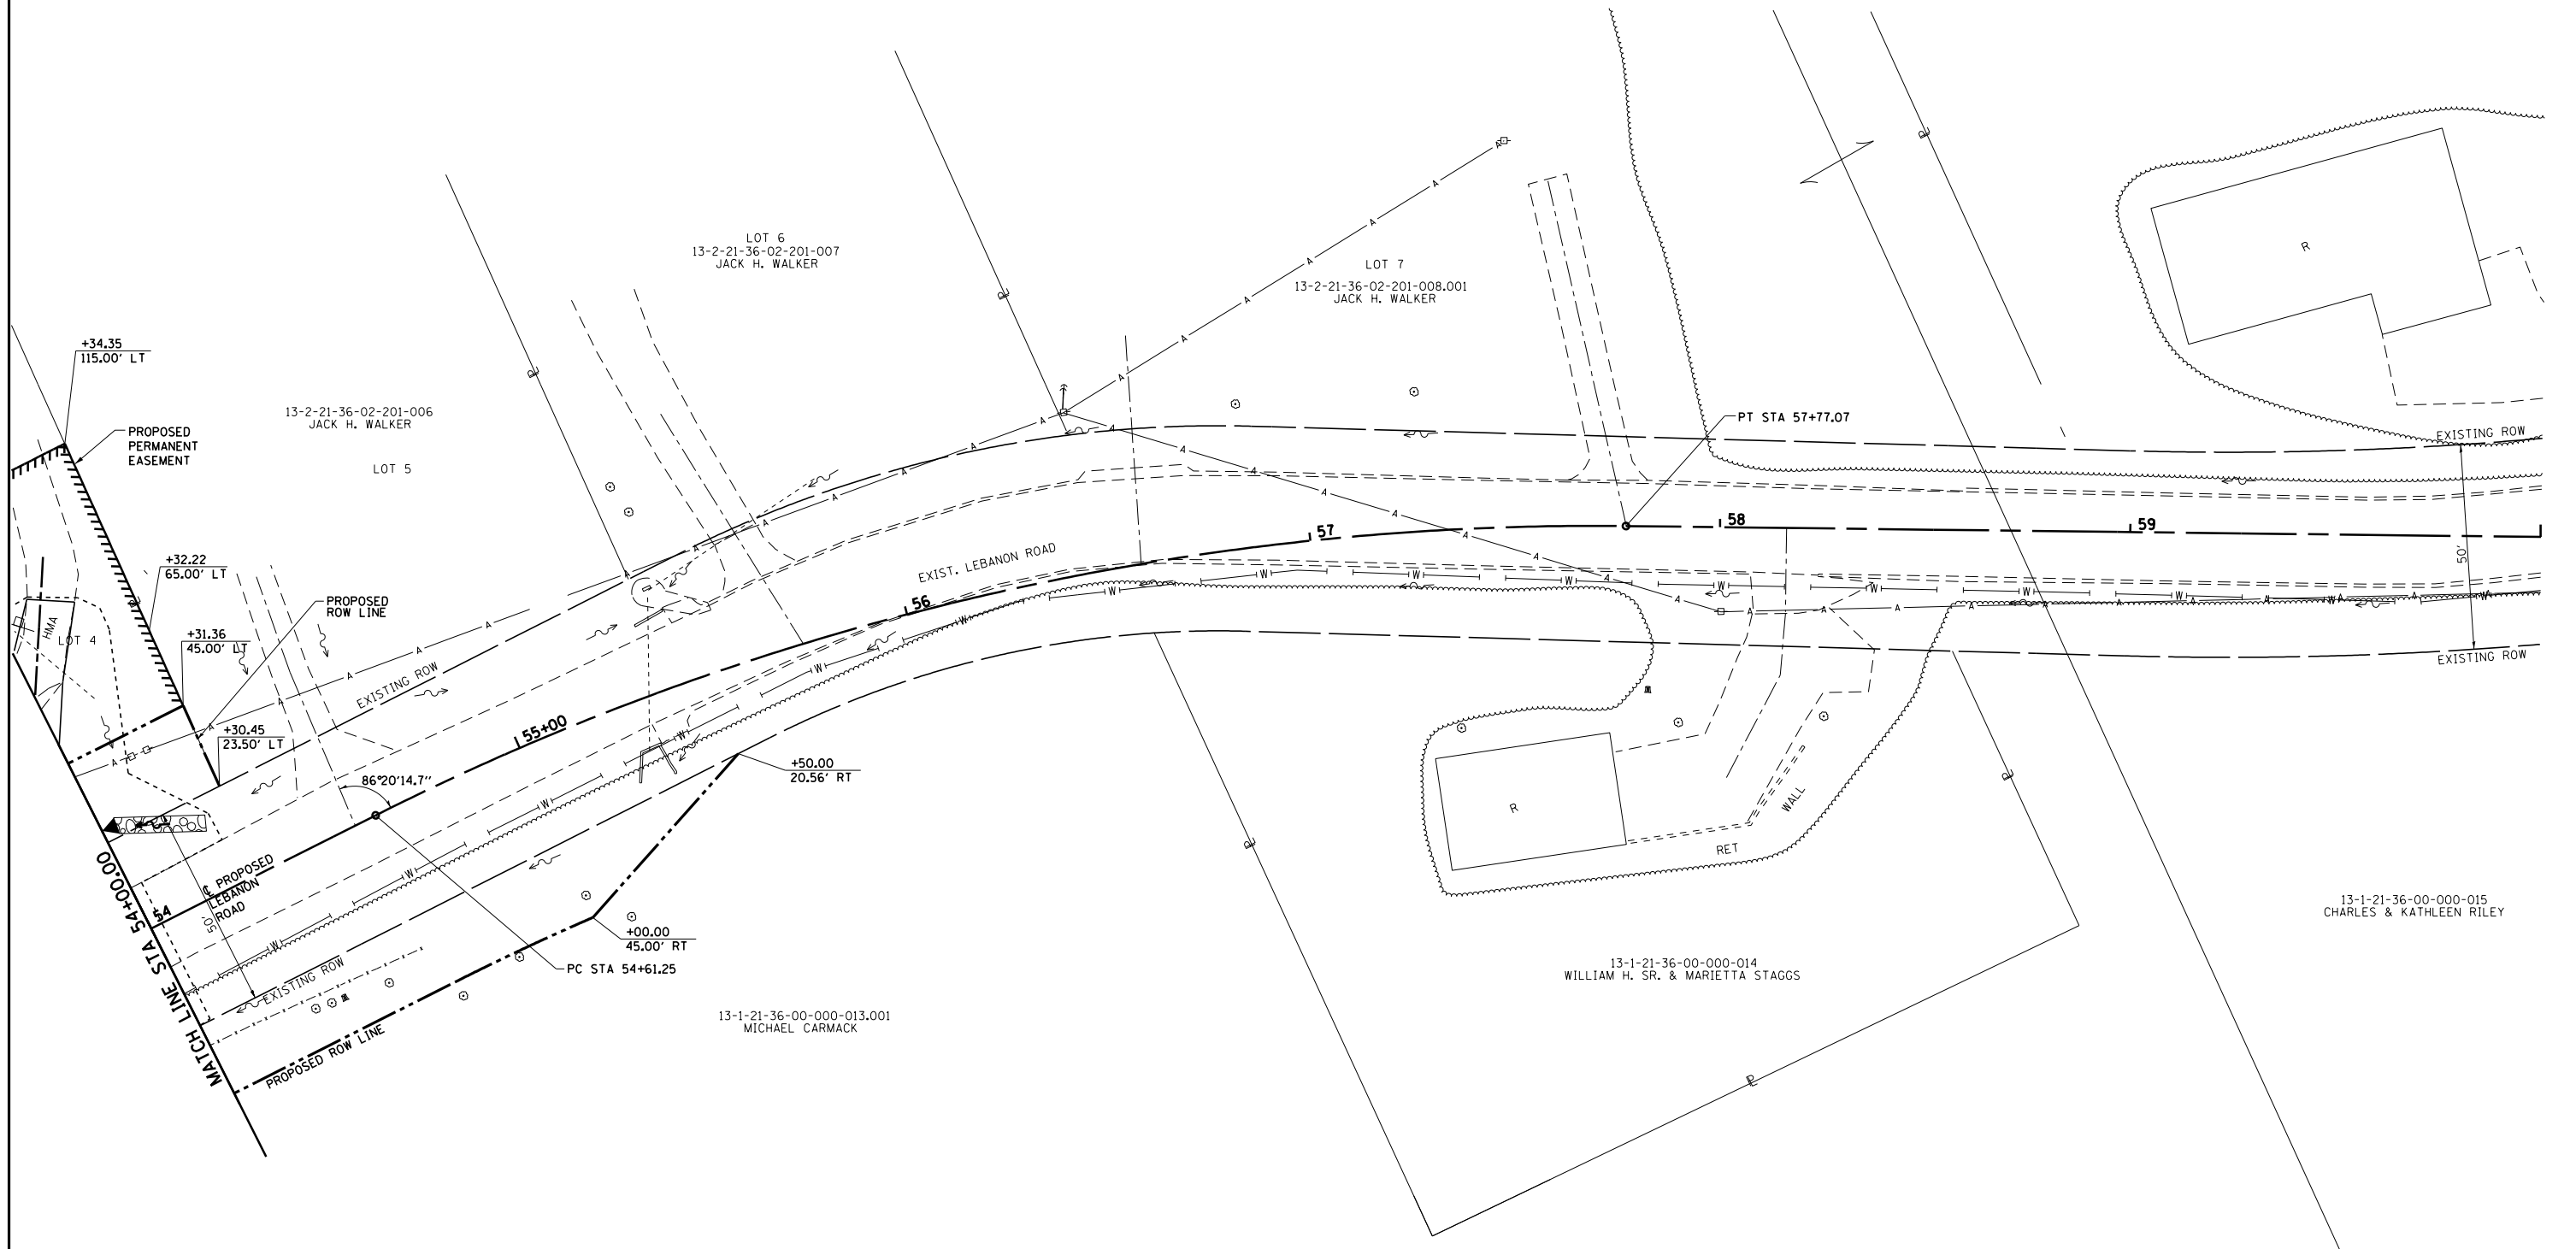 LOT 6
13-2-21-36-02-201-007
JACK H. WALKER
LOT 7
13-2-21-36-02-201-008.001
JACK H. WALKER
R
+34.35
115.00' LT
PROPOSED
PERMANENT
EASEMENT
13-2-21-36-02-201-006
JACK H. WALKER
LOT 5
PT STA 57+77.07
EXISTING ROW
+32.22
65.00' LT
PROPOSED
ROW LINE
+31.36
45.00' LT
HMA
LOT 4
EXISTING ROW
EXIST. LEBANON ROAD
56
57
58
59
50'
EXISTING ROW
+30.45
23.50' LT
55+00
86°20'14.7"
+50.00
20.56' RT
R
WALL
RET
℄ PROPOSED
LEBANON
ROAD
54
50'
MATCH LINE STA 54+00.00
+00.00
45.00' RT
PC STA 54+61.25
EXISTING ROW
PROPOSED ROW LINE
13-1-21-36-00-000-013.001
MICHAEL CARMACK
13-1-21-36-00-000-014
WILLIAM H. SR. & MARIETTA STAGGS
13-1-21-36-00-000-015
CHARLES & KATHLEEN RILEY